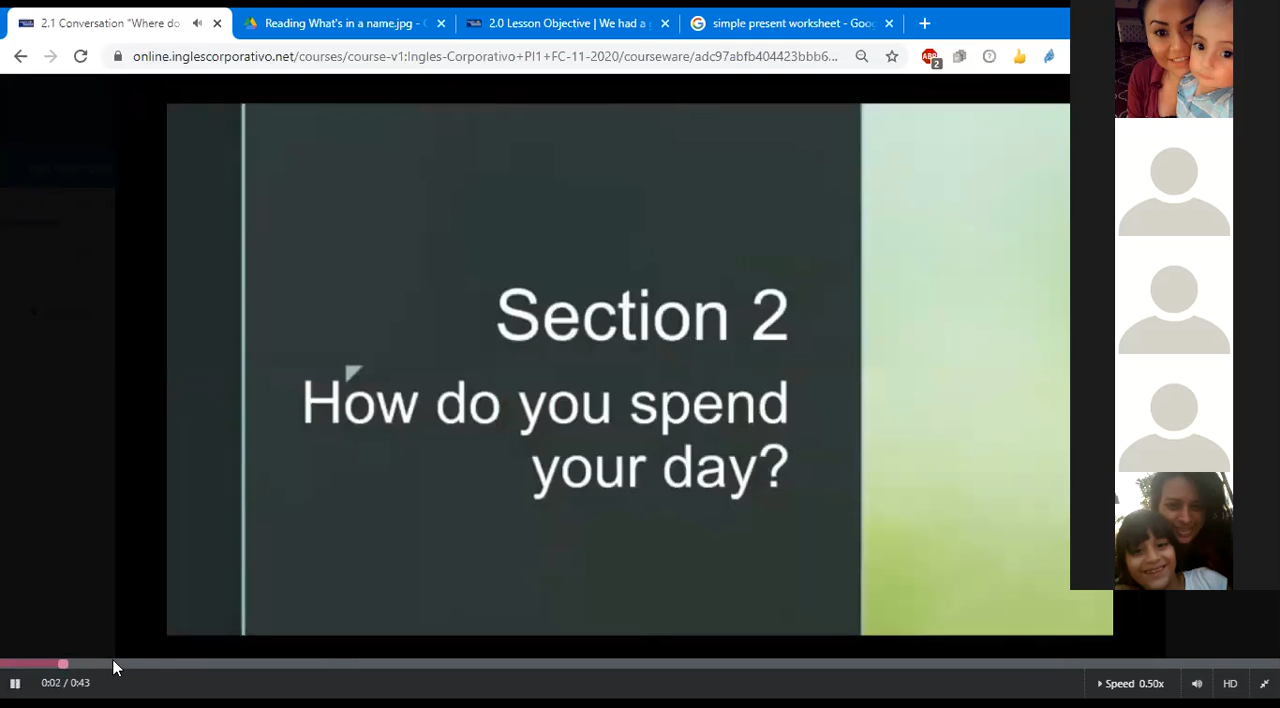 2.1 Conversation "Where do
Reading What's in a name.jpg -
2.0 Lesson Objective | We had a
simple present worksheet - Goo
online.inglescorporativo.net/courses/course-v1:Ingles-Corporativo+PI1+FC-11-2020/courseware/adc97abfb404423bbb6...
ABP
2
Section 2
How do you spend
your day?
0:02 / 0:43
Speed 0.50x
HD